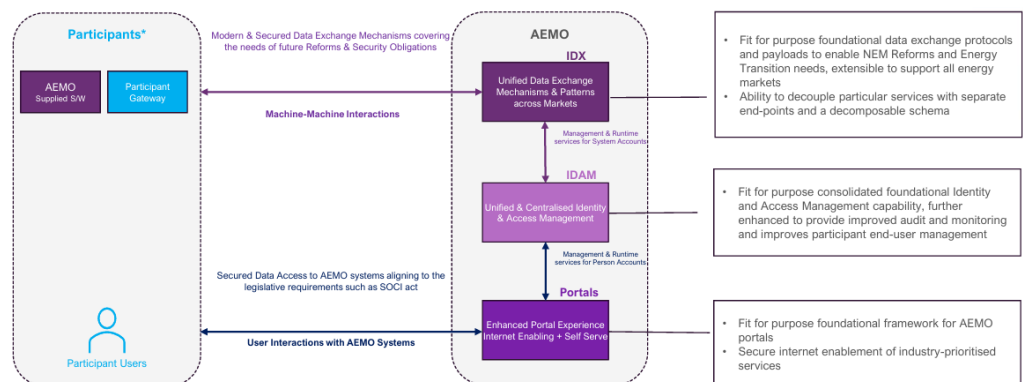 Participants*
AEMO
Supplied S/W
Participant
Gateway
Modern & Secured Data Exchange Mechanisms covering
the needs of future Reforms & Security Obligations
Machine-Machine Interactions
AEMO
IDX
Unified Data Exchange
Mechanisms & Patterns
across Markets
Management & Runtime
services for System Accounts
IDAM
Unified & Centralised Identity
& Access Management
Management & Runtime
services for Person Accounts
Secured Data Access to AEMO systems aligning to the
legislative requirements such as SOCI act
Portals
Enhanced Portal Experience
Internet Enabling + Self Serve
User Interactions with AEMO Systems
Participant Users
• Fit for purpose foundational data exchange protocols
and payloads to enable NEM Reforms and Energy
Transition needs, extensible to support all energy
markets
• Ability to decouple particular services with separate
end-points and a decomposable schema
• Fit for purpose consolidated foundational Identity
and Access Management capability, further
enhanced to provide improved audit and monitoring
and improves participant end-user management
• Fit for purpose foundational framework for AEMO
portals
• Secure internet enablement of industry-prioritised
services